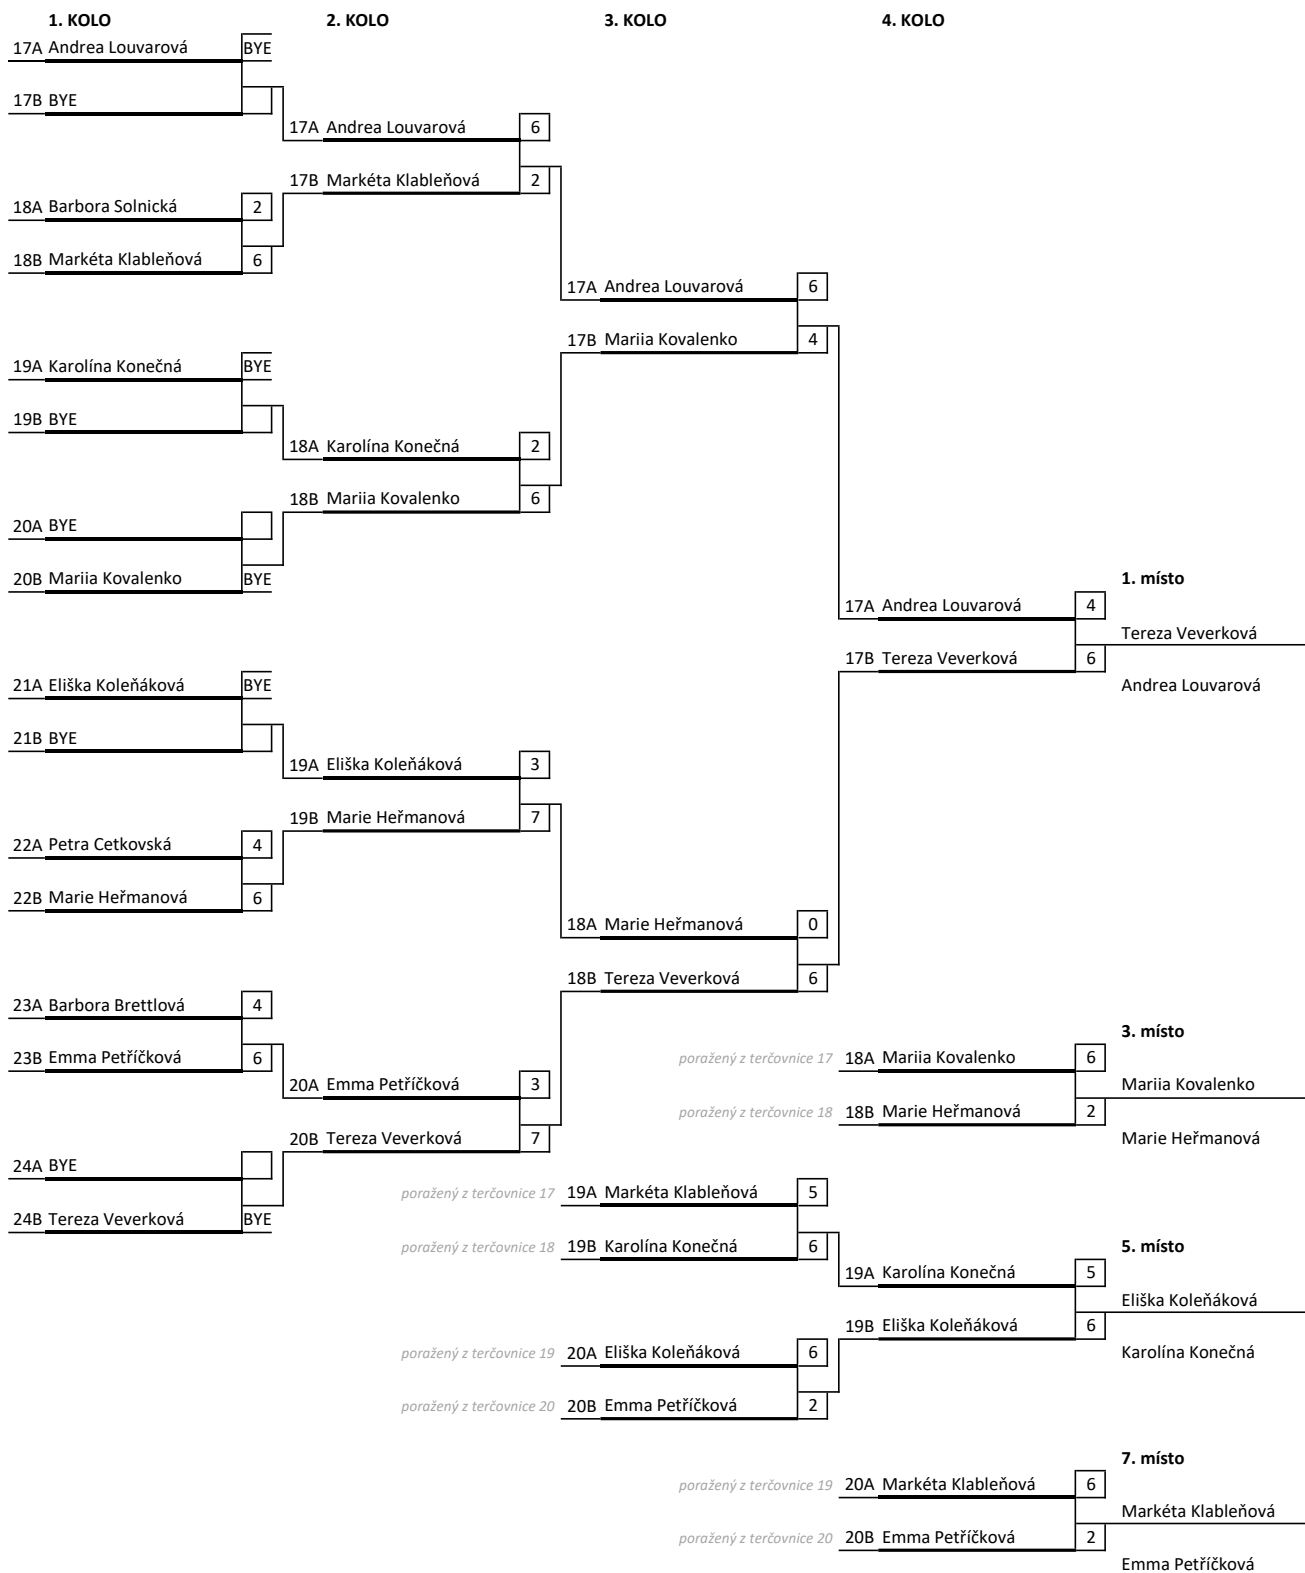 1. KOLO 2. KOLO 3. KOLO 4. KOLO
17A Andrea Louvarová BYE
17B BYE
17A Andrea Louvarová 6
17B Markéta Klableňová 2
18A Barbora Solnická 2
18B Markéta Klableňová 6
17A Andrea Louvarová 6
17B Mariia Kovalenko 4
19A Karolína Konečná BYE
19B BYE
18A Karolína Konečná 2
18B Mariia Kovalenko 6
20A BYE
20B Mariia Kovalenko BYE
1. místo
17A Andrea Louvarová 4
Tereza Veverková
17B Tereza Veverková 6
Andrea Louvarová
21A Eliška Koleňáková BYE
21B BYE
19A Eliška Koleňáková 3
19B Marie Heřmanová 7
22A Petra Cetkovská 4
22B Marie Heřmanová 6
18A Marie Heřmanová 0
18B Tereza Veverková 6
23A Barbora Brettlová 4
23B Emma Petříčková 6
3. místo
poražený z terčovnice 17 18A Mariia Kovalenko 6
20A Emma Petříčková 3
Mariia Kovalenko
poražený z terčovnice 18 18B Marie Heřmanová 2
20B Tereza Veverková 7
Marie Heřmanová
24A BYE
24B Tereza Veverková BYE
poražený z terčovnice 17 19A Markéta Klableňová 5
poražený z terčovnice 18 19B Karolína Konečná 6
5. místo
19A Karolína Konečná 5
Eliška Koleňáková
19B Eliška Koleňáková 6
Karolína Konečná
poražený z terčovnice 19 20A Eliška Koleňáková 6
poražený z terčovnice 20 20B Emma Petříčková 2
7. místo
poražený z terčovnice 19 20A Markéta Klableňová 6
Markéta Klableňová
poražený z terčovnice 20 20B Emma Petříčková 2
Emma Petříčková